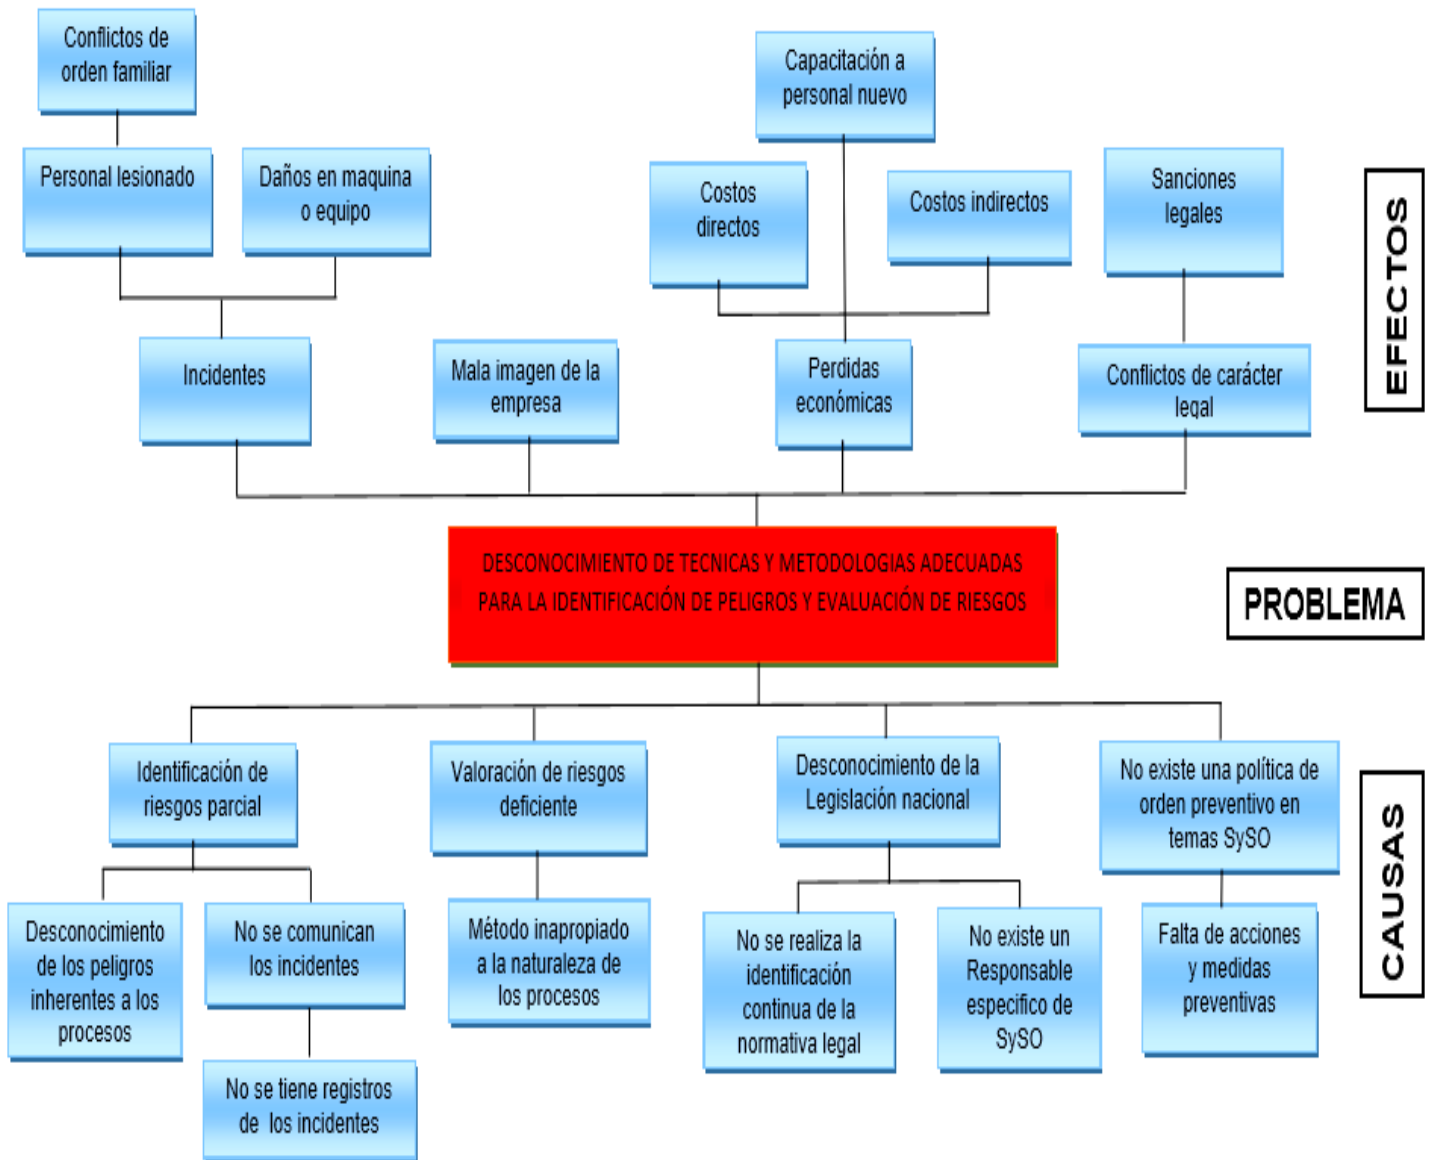 Conflictos de
orden familiar
Capacitación a
personal nuevo
Personal lesionado
Daños en maquina
o equipo
Costos
directos
Costos indirectos
Sanciones
legales
EFECTOS
Incidentes
Mala imagen de la
empresa
Perdidas
económicas
Conflictos de carácter
legal
DESCONOCIMIENTO DE TECNICAS Y METODOLOGIAS ADECUADAS
PARA LA IDENTIFICACIÓN DE PELIGROS Y EVALUACIÓN DE RIESGOS
PROBLEMA
Identificación de
riesgos parcial
Valoración de riesgos
deficiente
Desconocimiento de la
Legislación nacional
No existe una política de
orden preventivo en
temas SySO
CAUSAS
Desconocimiento
de los peligros
inherentes a los
procesos
No se comunican
los incidentes
Método inapropiado
a la naturaleza de
los procesos
No se realiza la
identificación
continua de la
normativa legal
No existe un
Responsable
especifico de
SySO
Falta de acciones
y medidas
preventivas
No se tiene registros
de los incidentes